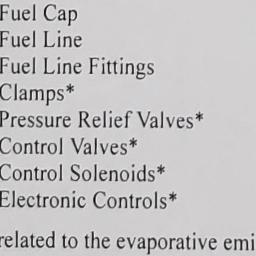 Fuel Cap
Fuel Line
Fuel Line Fittings
Clamps*
Pressure Relief Valves*
Control Valves*
Control Solenoids*
Electronic Controls*
related to the evaporative emi